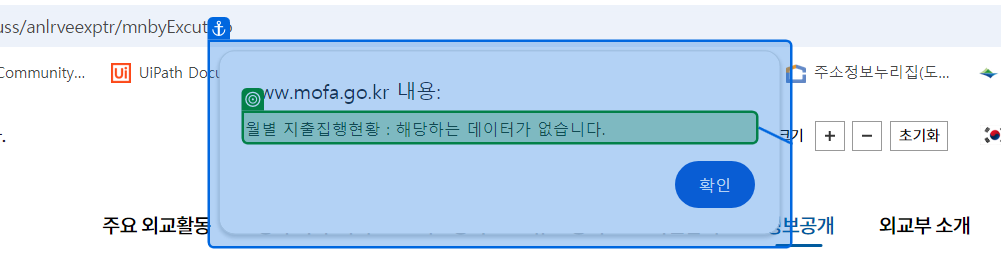 uss/anlrveexptr/mnbyExcut
Community... UiPath Docu 주소정보누리집(도...
ww.mofa.go.kr 내용:
월별 지출집행현황 : 해당하는 데이터가 없습니다.
크기 + − 초기화
확인
주요 외교활동 정보공개 외교부 소개